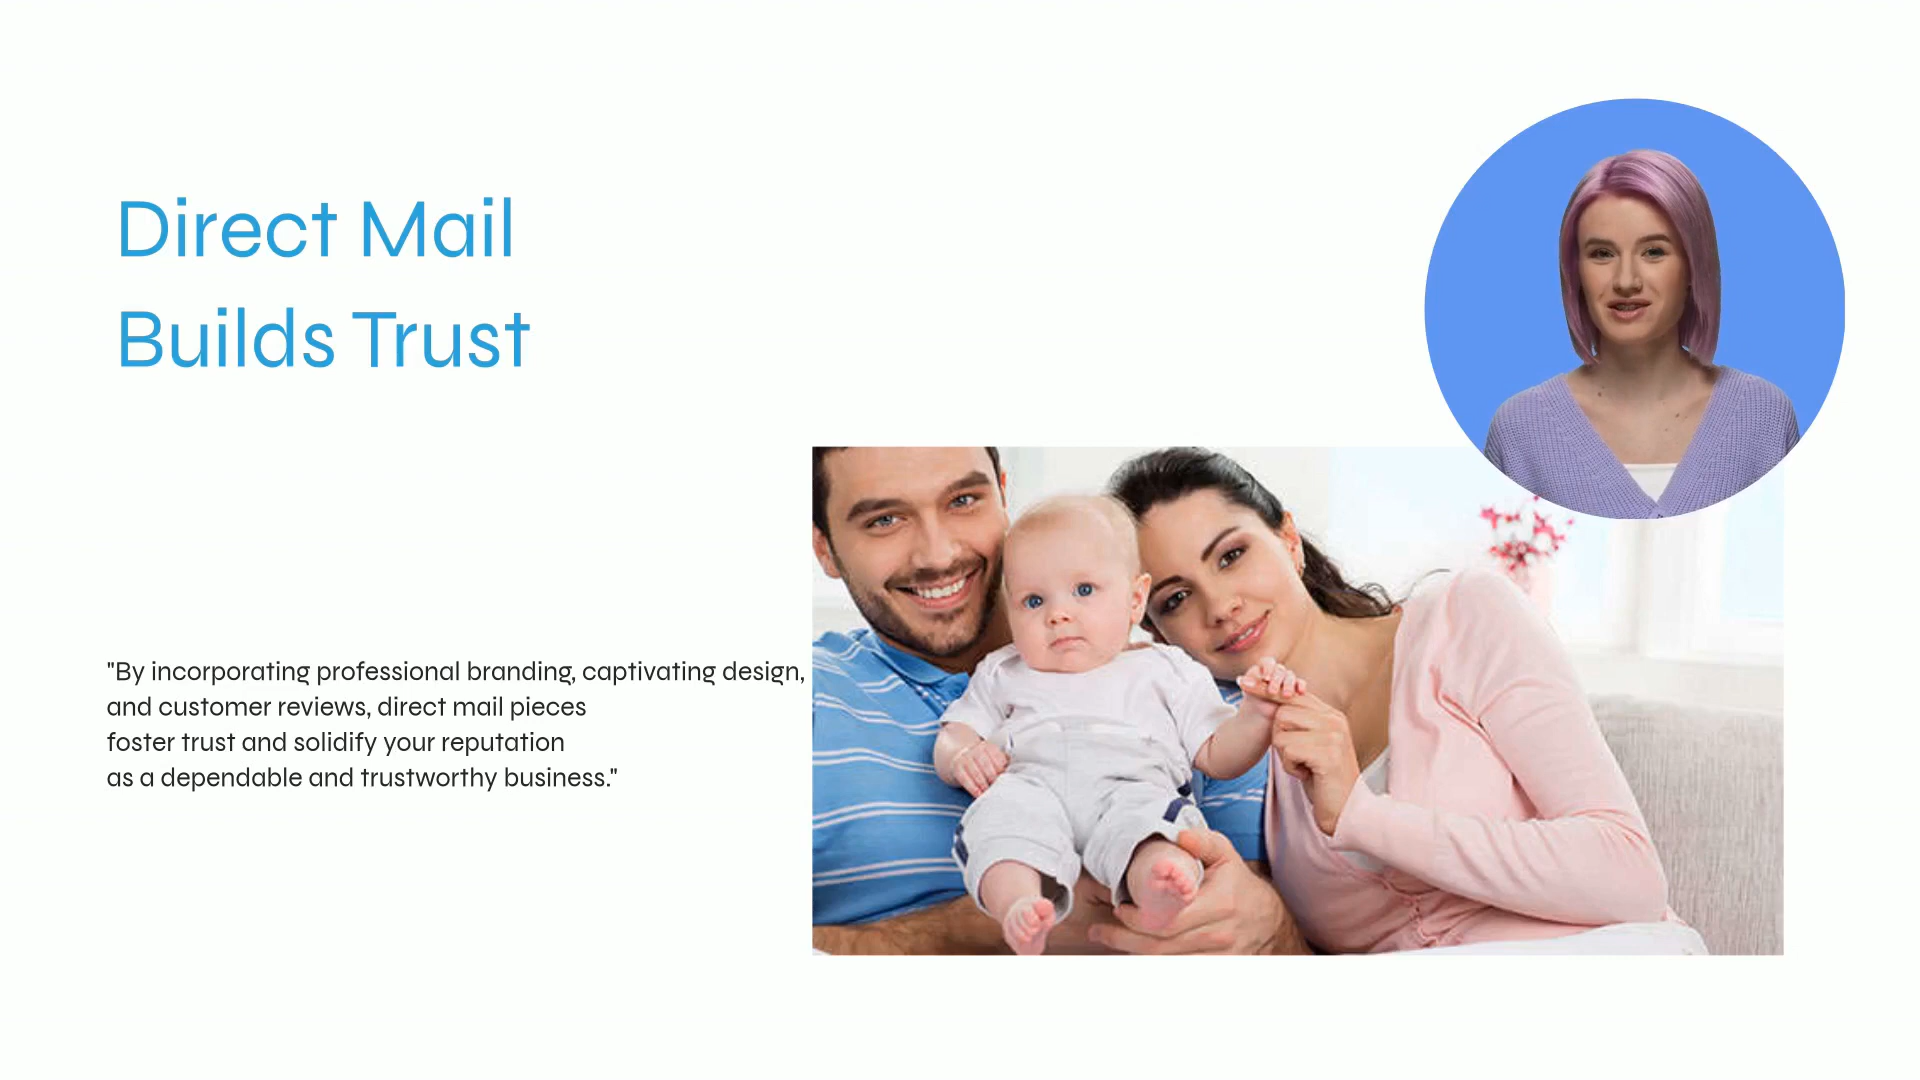 Direct Mail
Builds Trust
"By incorporating professional branding, captivating design,
and customer reviews, direct mail pieces
foster trust and solidify your reputation
as a dependable and trustworthy business."